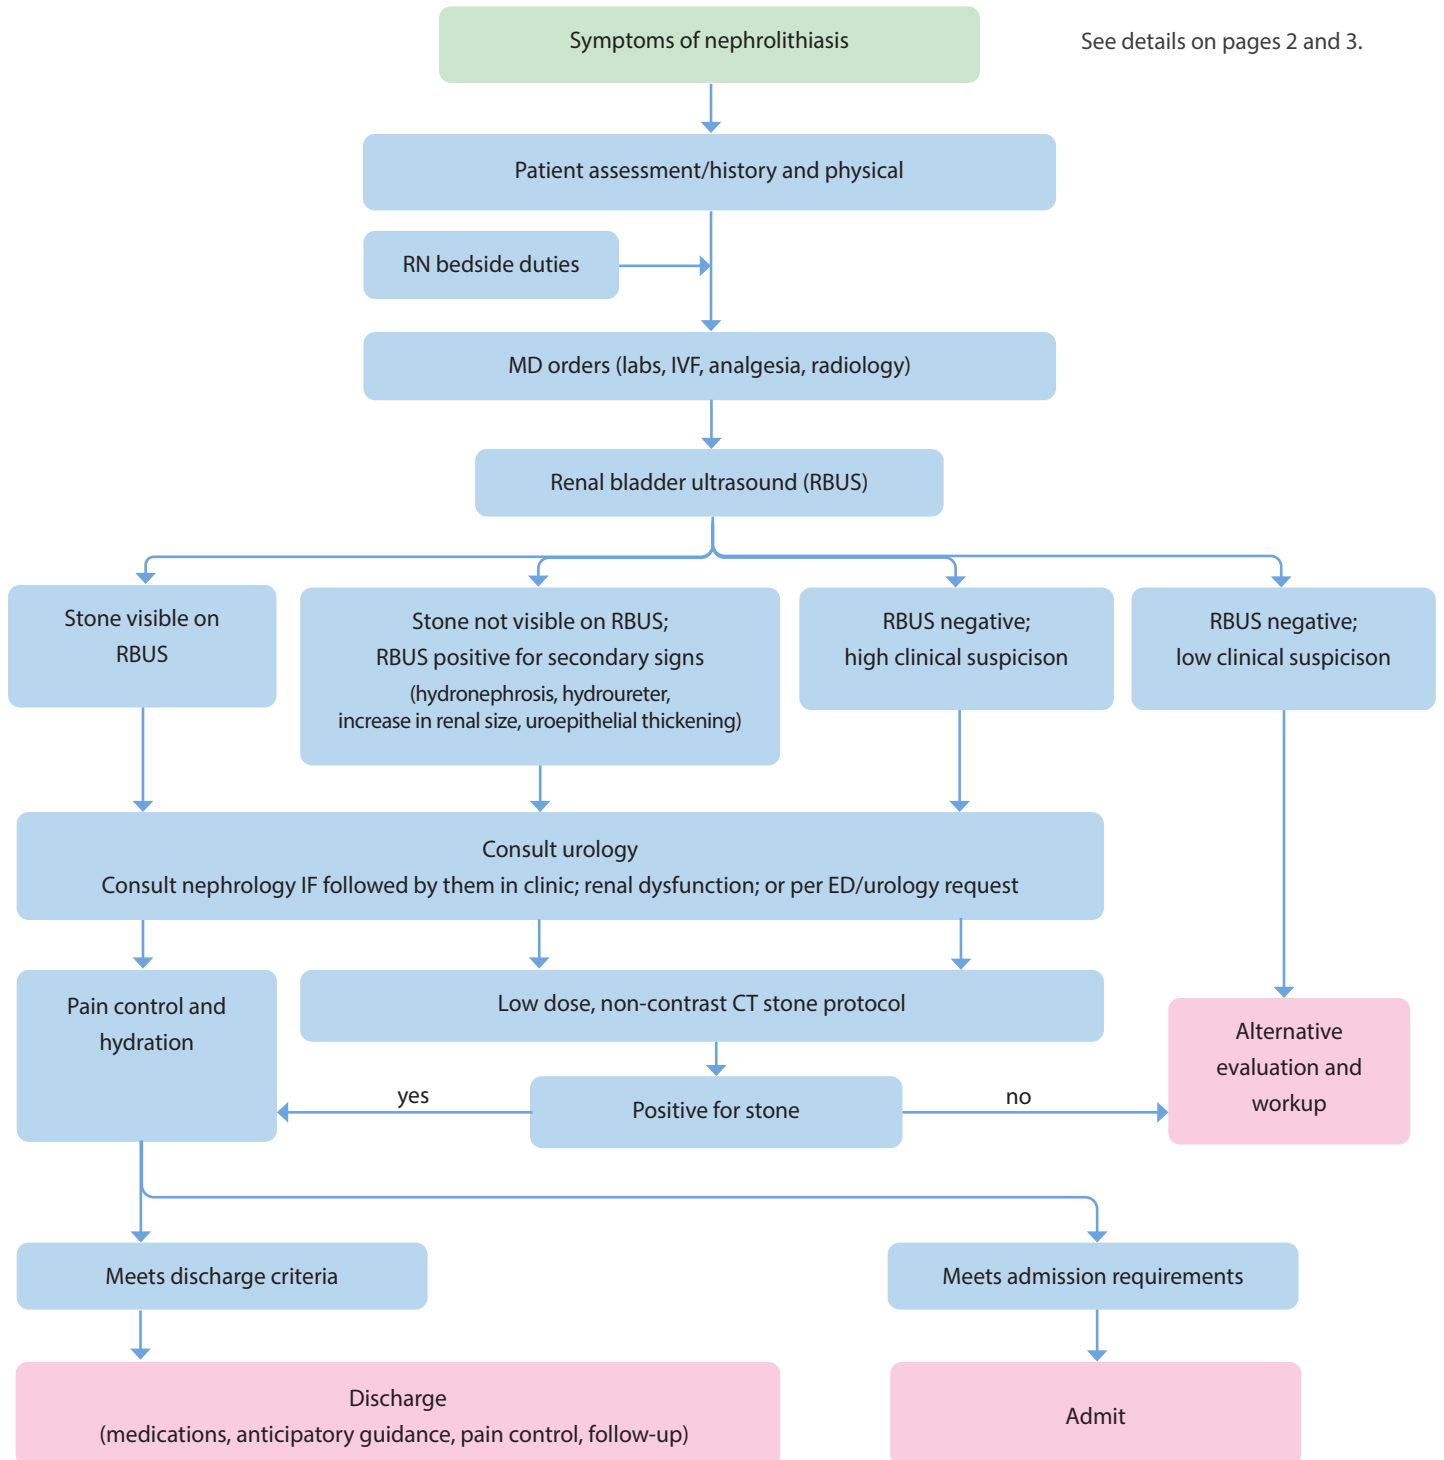 Symptoms of nephrolithiasis
See details on pages 2 and 3.
Patient assessment/history and physical
RN bedside duties
MD orders (labs, IVF, analgesia, radiology)
Renal bladder ultrasound (RBUS)
Stone visible on
RBUS
Stone not visible on RBUS;
RBUS positive for secondary signs
(hydronephrosis, hydroureter,
increase in renal size, uroepithelial thickening)
RBUS negative;
high clinical suspicison
RBUS negative;
low clinical suspicison
Consult urology
Consult nephrology IF followed by them in clinic; renal dysfunction; or per ED/urology request
Pain control and
hydration
Low dose, non-contrast CT stone protocol
Alternative
evaluation and
workup
yes
Positive for stone
no
Meets discharge criteria
Meets admission requirements
Discharge
(medications, anticipatory guidance, pain control, follow-up)
Admit